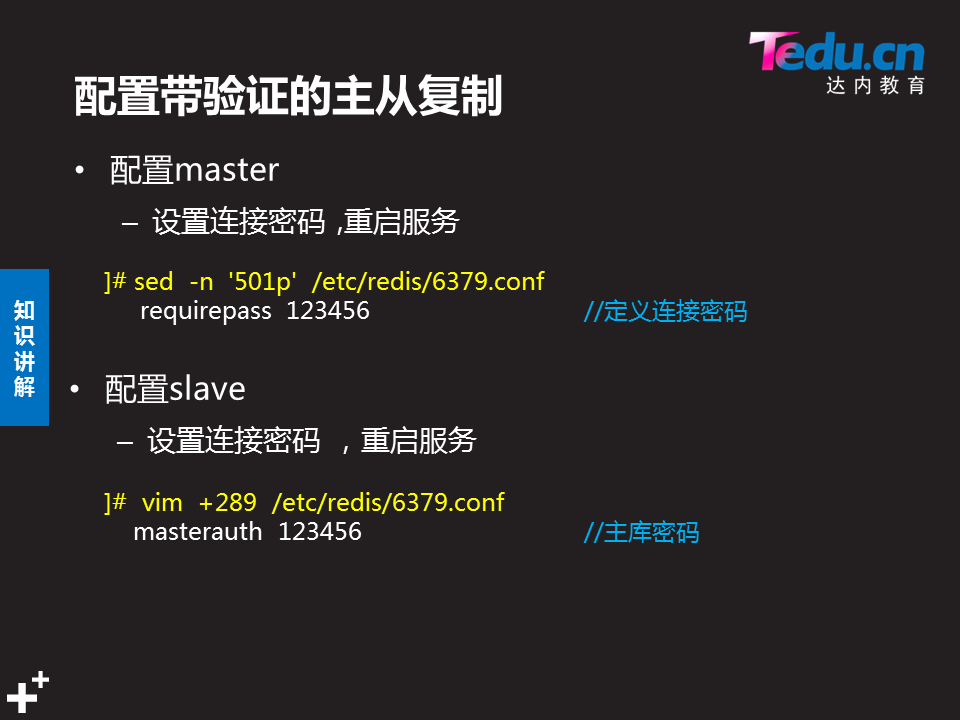 Tedu.cn
达内教育
配置带验证的主从复制
• 配置master
– 设置连接密码 ,重启服务
]# sed -n '501p' /etc/redis/6379.conf
requirepass 123456 //定义连接密码
知识讲解
• 配置slave
– 设置连接密码 ，重启服务
]# vim +289 /etc/redis/6379.conf
masterauth 123456 //主库密码